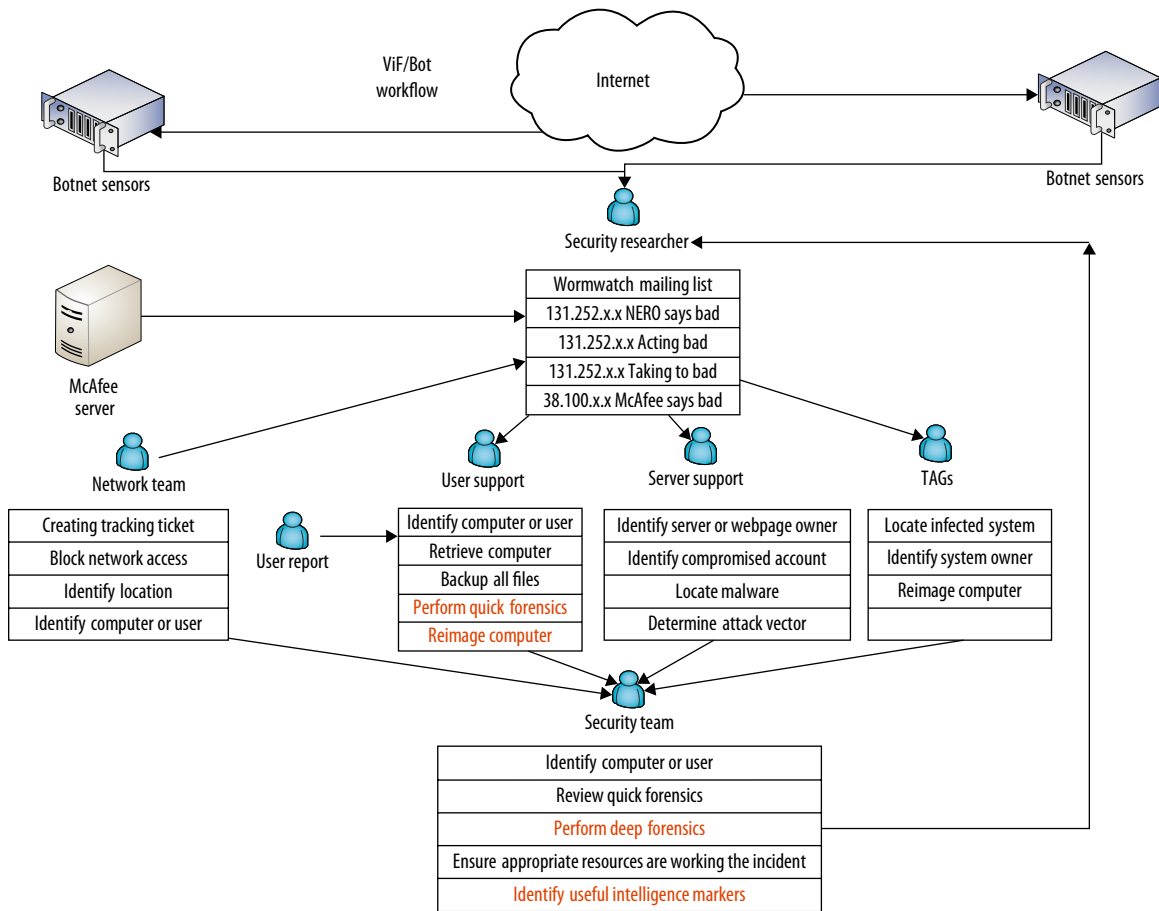 ViF/Bot
workflow
Internet
Botnet sensors
Botnet sensors
Security researcher
Wormwatch mailing list
131.252.x.x NERO says bad
131.252.x.x Acting bad
131.252.x.x Taking to bad
38.100.x.x McAfee says bad
McAfee
server
Network team
User support
Server support
TAGs
Creating tracking ticket
Block network access
Identify location
Identify computer or user
User report
Identify computer or user
Retrieve computer
Backup all files
Perform quick forensics
Reimage computer
Identify server or webpage owner
Identify compromised account
Locate malware
Determine attack vector
Locate infected system
Identify system owner
Reimage computer
Security team
Identify computer or user
Review quick forensics
Perform deep forensics
Ensure appropriate resources are working the incident
Identify useful intelligence markers